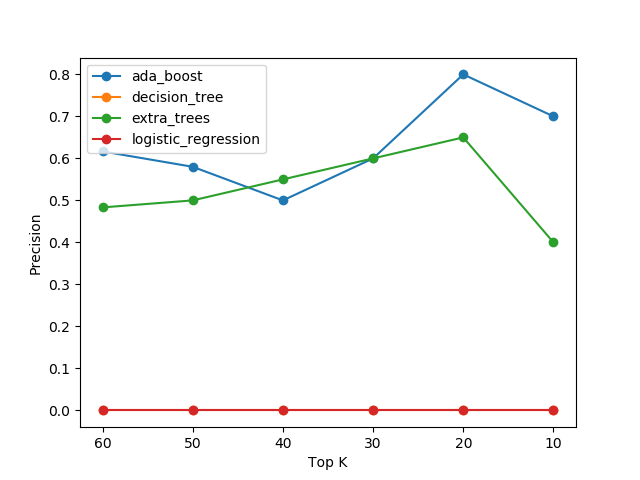 ada_boost
decision_tree
extra_trees
logistic_regression
0.8
0.7
0.6
0.5
0.4
0.3
0.2
0.1
0.0
Precision
60 50 40 30 20 10
Top K